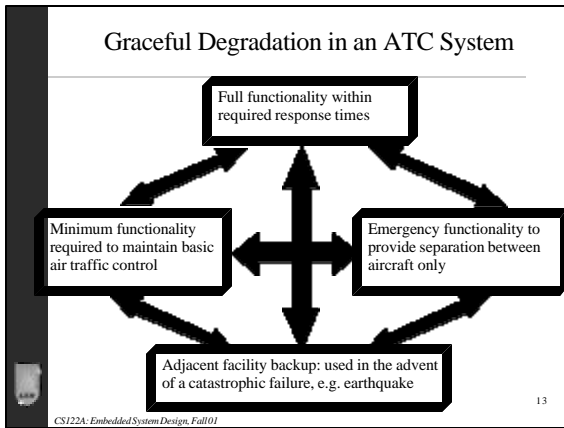 Graceful Degradation in an ATC System
Full functionality within
required response times
Minimum functionality
required to maintain basic
air traffic control
Emergency functionality to
provide separation between
aircraft only
Adjacent facility backup: used in the advent
of a catastrophic failure, e.g. earthquake
13
CS122A: Embedded System Design, Fall01